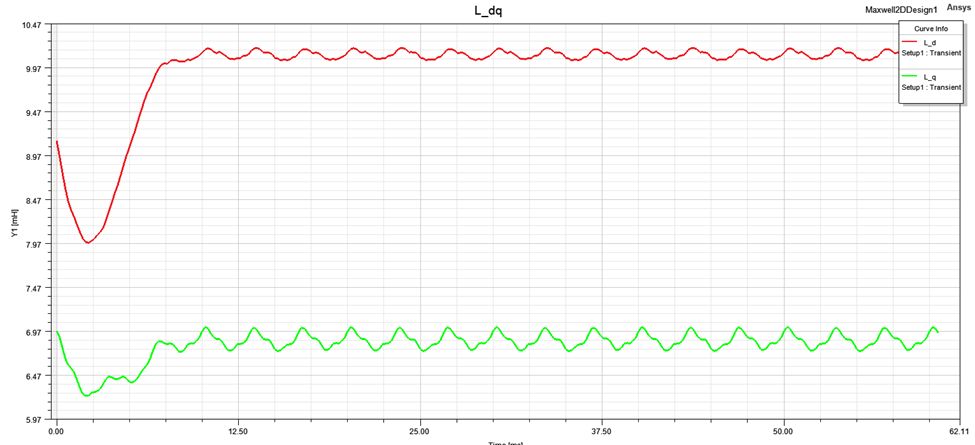 L_dq
Maxwell2DDesign1
Ansys
Curve Info
L_d
Setup1 : Transient
L_q
Setup1 : Transient
Y1 [mH]
10.47
9.97
9.47
8.97
8.47
7.97
7.47
6.97
6.47
5.97
0.00
12.50
25.00
37.50
50.00
62.11
Time [ms]